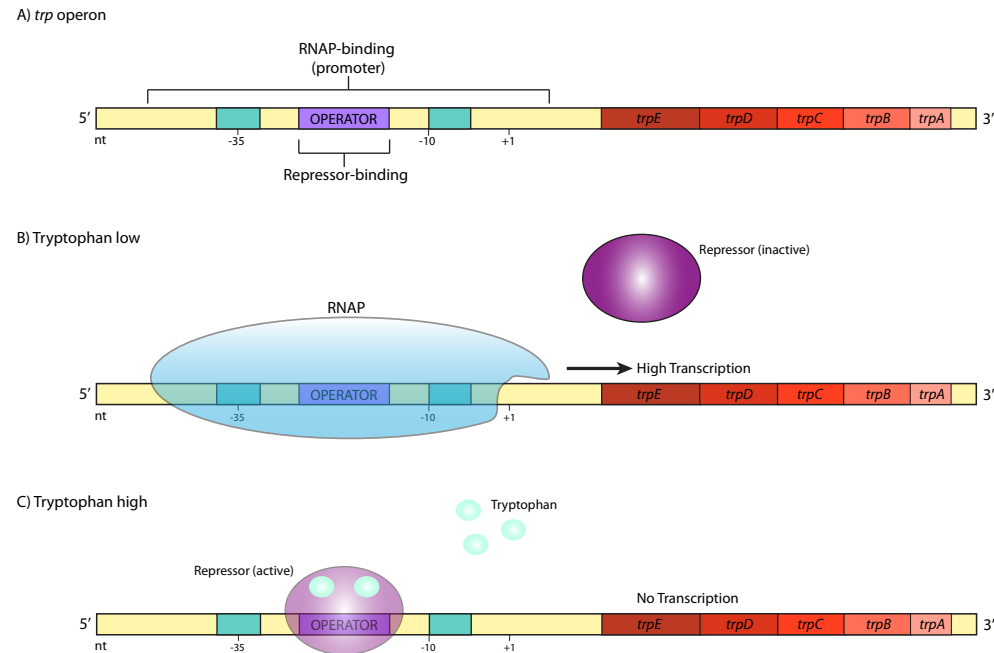 A) trp operon
RNAP-binding
(promoter)
5′ OPERATOR trpE trpD trpC trpB trpA 3′
nt -35 -10 +1
Repressor-binding
B) Tryptophan low
Repressor (inactive)
RNAP
High Transcription
5′ OPERATOR trpE trpD trpC trpB trpA 3′
nt -35 -10 +1
C) Tryptophan high
Tryptophan
Repressor (active)
No Transcription
5′ OPERATOR trpE trpD trpC trpB trpA 3′
nt -35 -10 +1